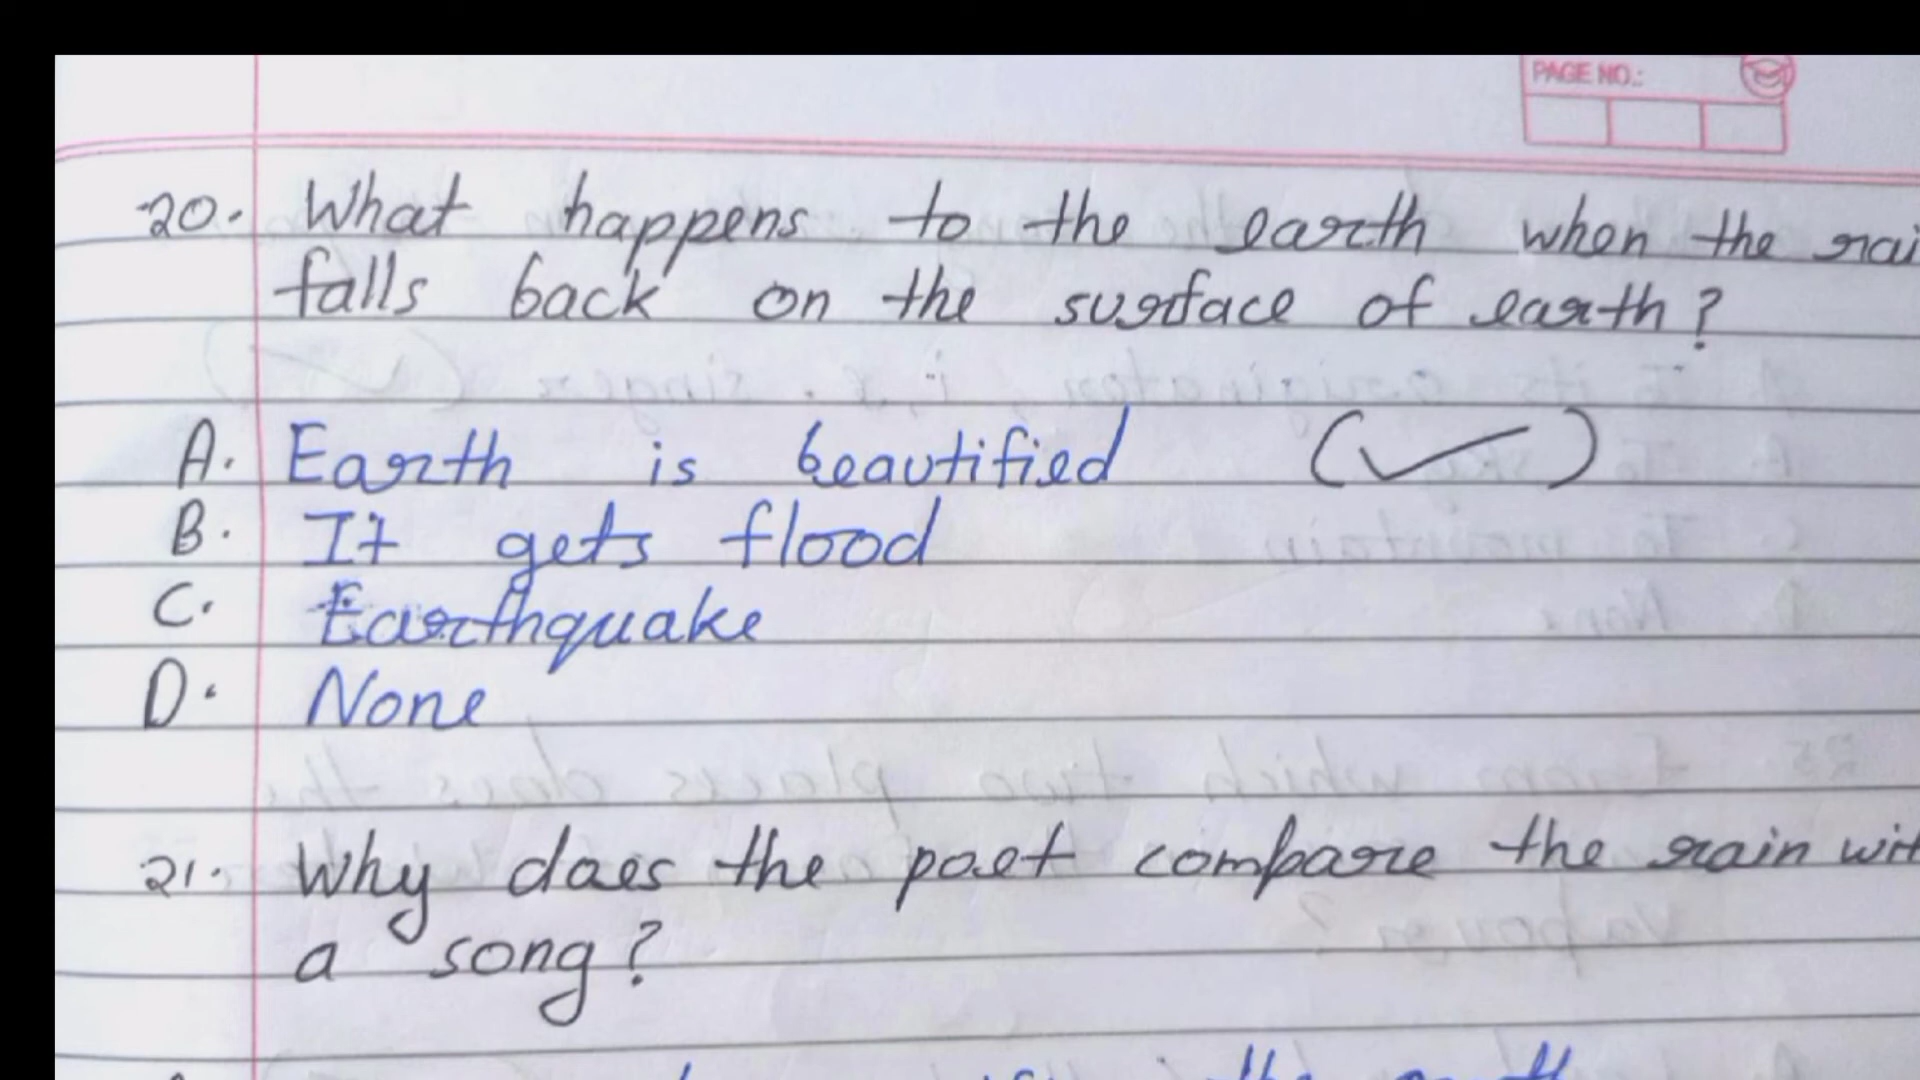 PAGE NO.:
20. What happens to the earth when the rai
falls back on the surface of earth?
A. Earth is beautified (✓)
B. It gets flood
C. Earthquake
D. None
21. Why does the poet compare the rain wit
a song?